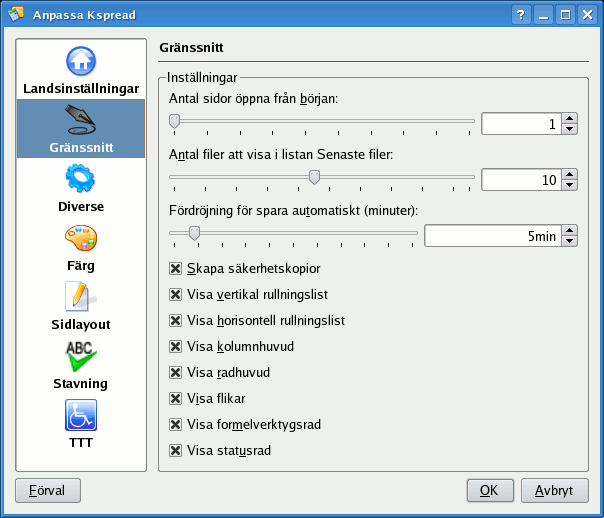 Anpassa Kspread
Landsinställningar
Gränssnitt
Diverse
Färg
Sidlayout
ABC
Stavning
TTT
Gränssnitt
Inställningar
Antal sidor öppna från början:
1
Antal filer att visa i listan Senaste filer:
10
Fördröjning för spara automatiskt (minuter):
5min
Skapa säkerhetskopior
Visa vertikal rullningslist
Visa horisontell rullningslist
Visa kolumnhuvud
Visa radhuvud
Visa flikar
Visa formelverktygsrad
Visa statusrad
Förval
OK
Avbryt